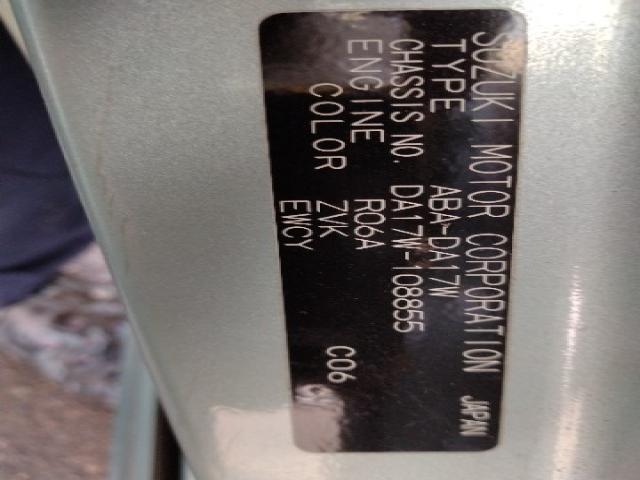 SUZUKI MOTOR CORPORATION JAPAN
TYPE ABA-DA17W
CHASSIS NO. DA17W-108855
ENGINE R06A
COLOR ZVK C06
EWCY